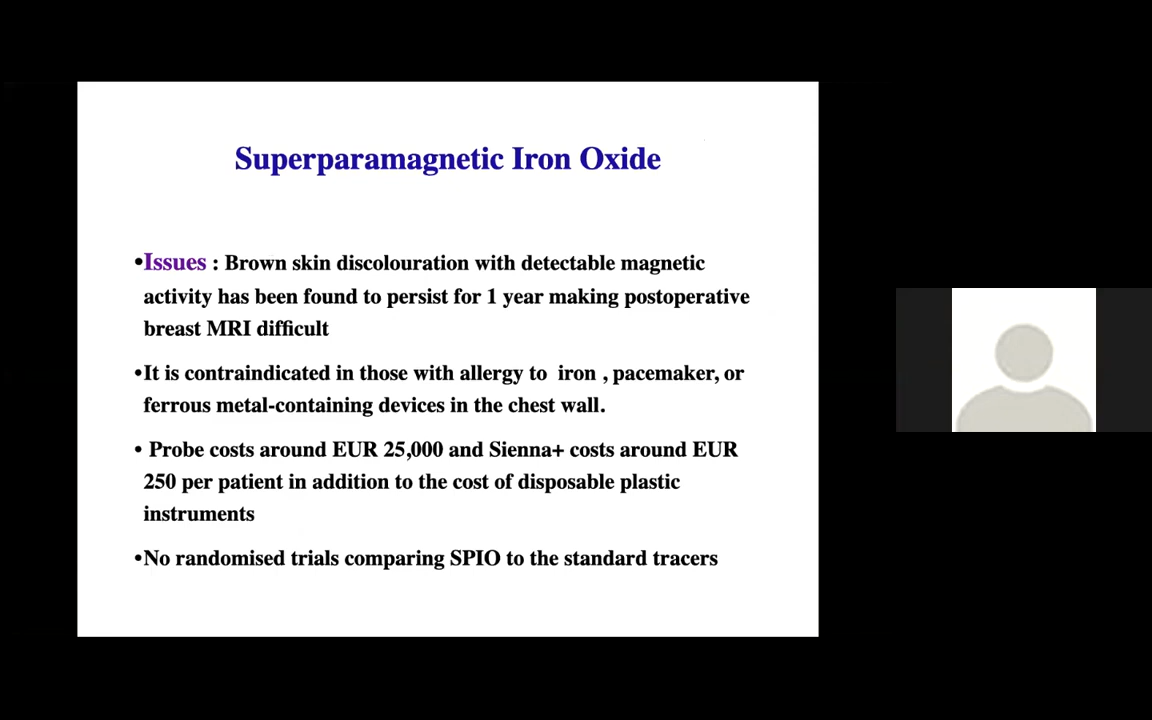 Superparamagnetic Iron Oxide
•Issues : Brown skin discolouration with detectable magnetic
activity has been found to persist for 1 year making postoperative
breast MRI difficult
•It is contraindicated in those with allergy to iron , pacemaker, or
ferrous metal-containing devices in the chest wall.
• Probe costs around EUR 25,000 and Sienna+ costs around EUR
250 per patient in addition to the cost of disposable plastic
instruments
•No randomised trials comparing SPIO to the standard tracers